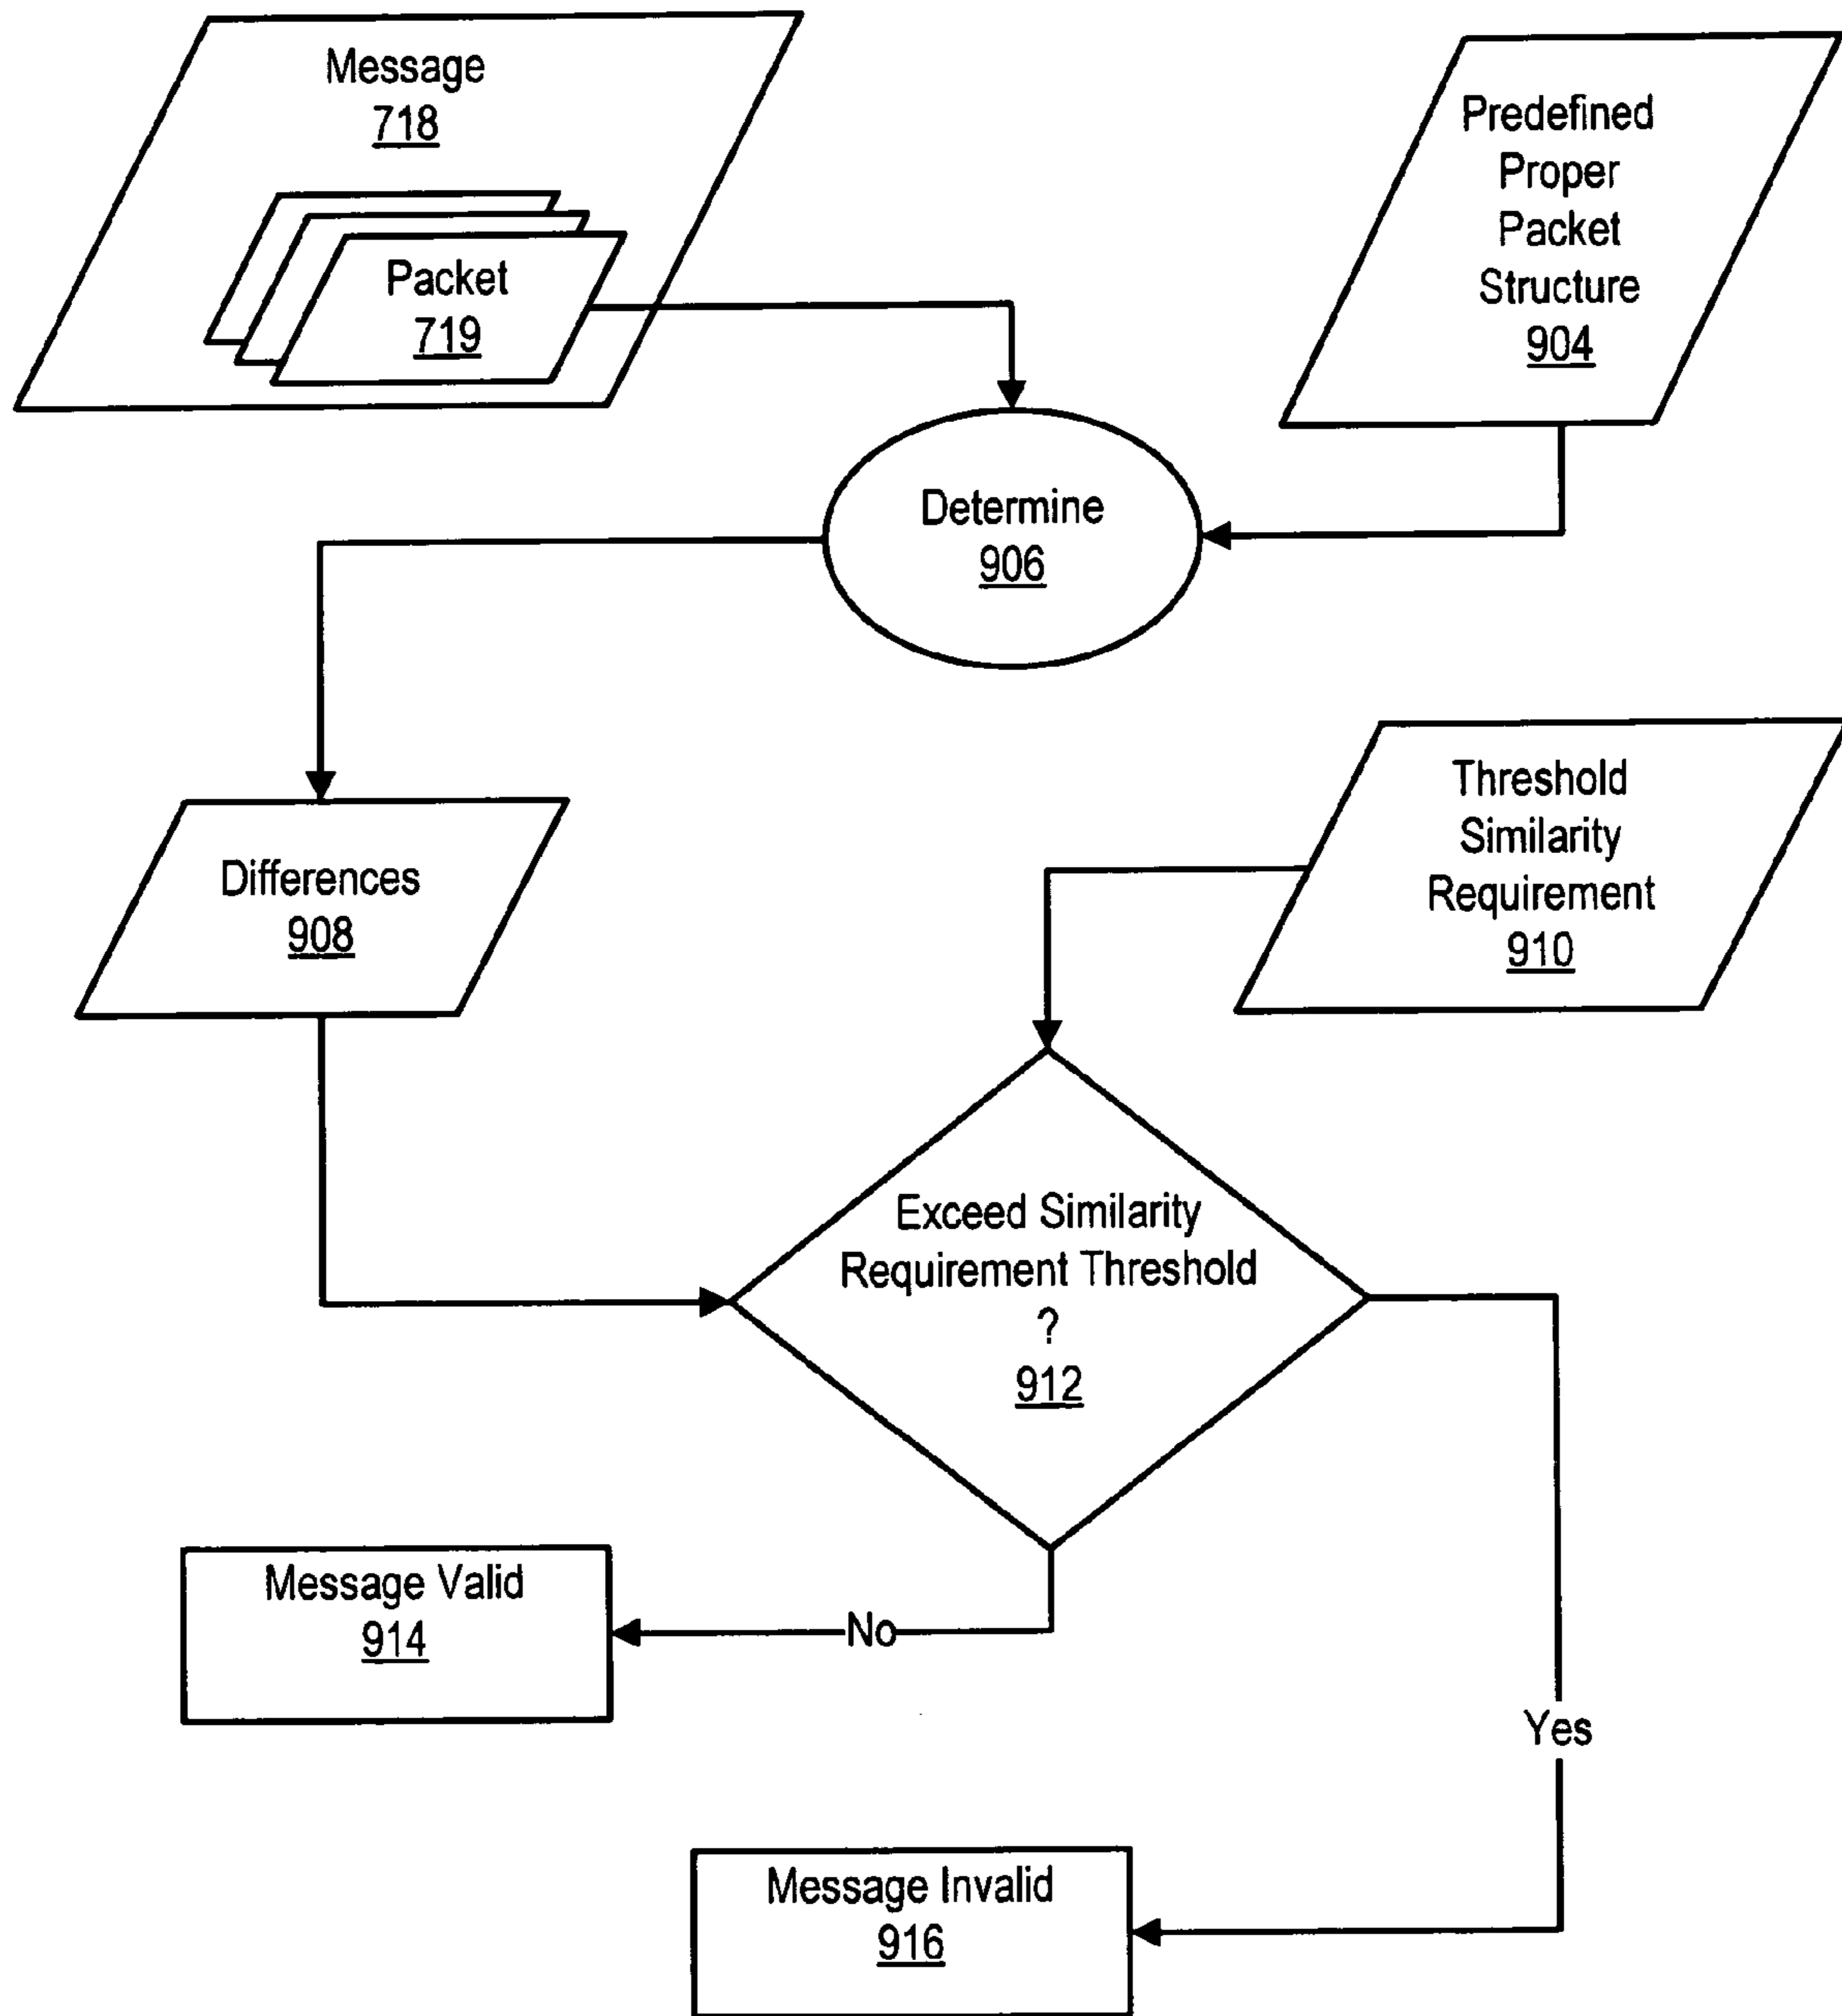 Message
718
Packet
719
Predefined
Proper
Packet
Structure
904
Determine
906
Differences
908
Threshold
Similarity
Requirement
910
Exceed Similarity
Requirement Threshold
?
912
Message Valid
914
No
Yes
Message Invalid
916